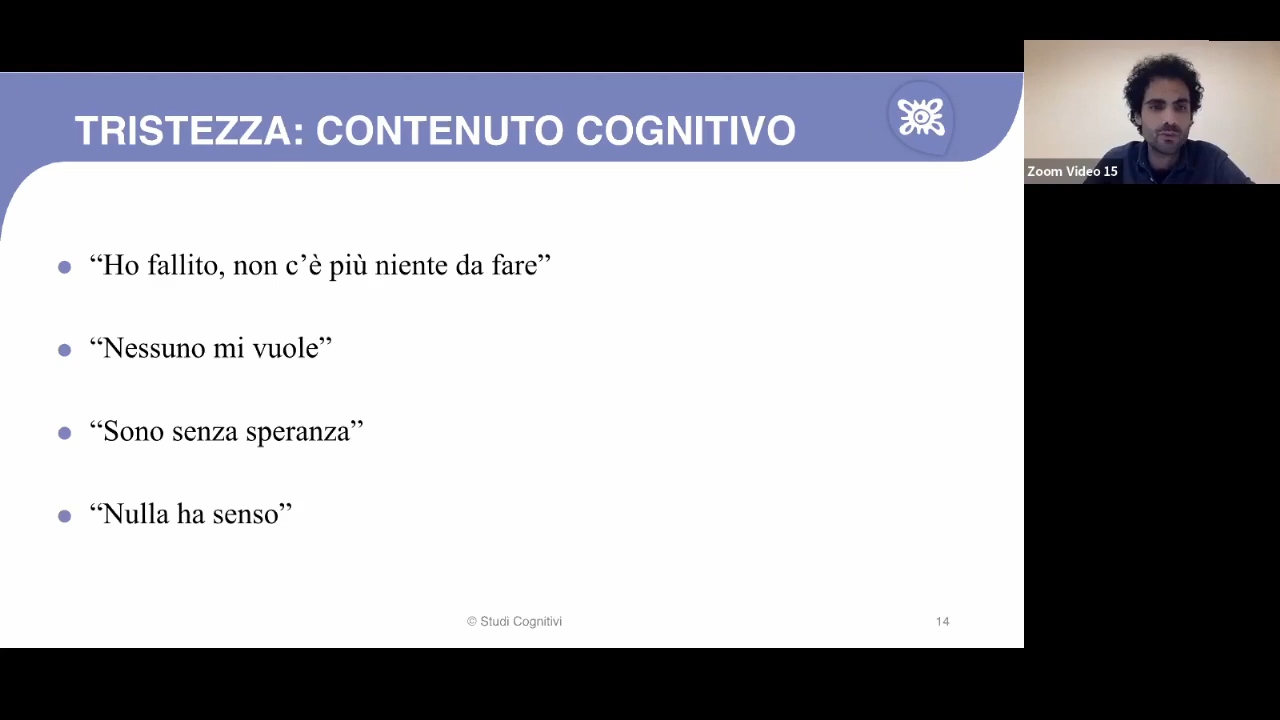 TRISTEZZA: CONTENUTO COGNITIVO
Zoom Video 15
“Ho fallito, non c’è più niente da fare”
“Nessuno mi vuole”
“Sono senza speranza”
“Nulla ha senso”
© Studi Cognitivi
14